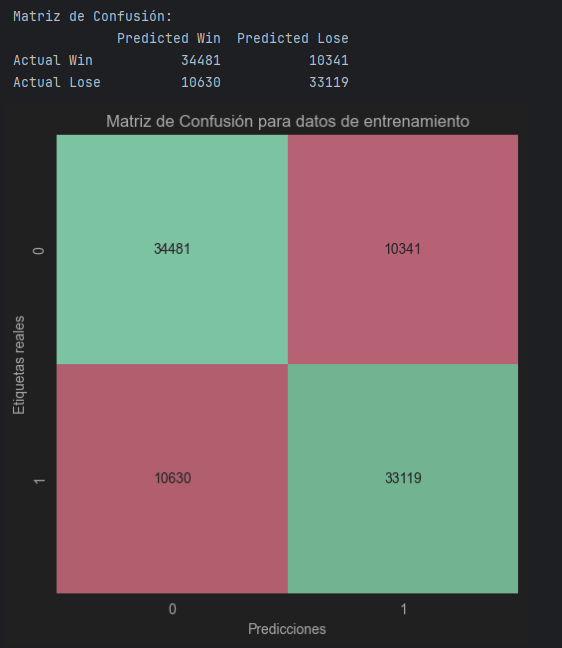 Matriz de Confusión:
Predicted Win  Predicted Lose
Actual Win  34481  10341
Actual Lose  10630  33119
Matriz de Confusión para datos de entrenamiento
0
34481
10341
Etiquetas reales
1
10630
33119
0
1
Predicciones